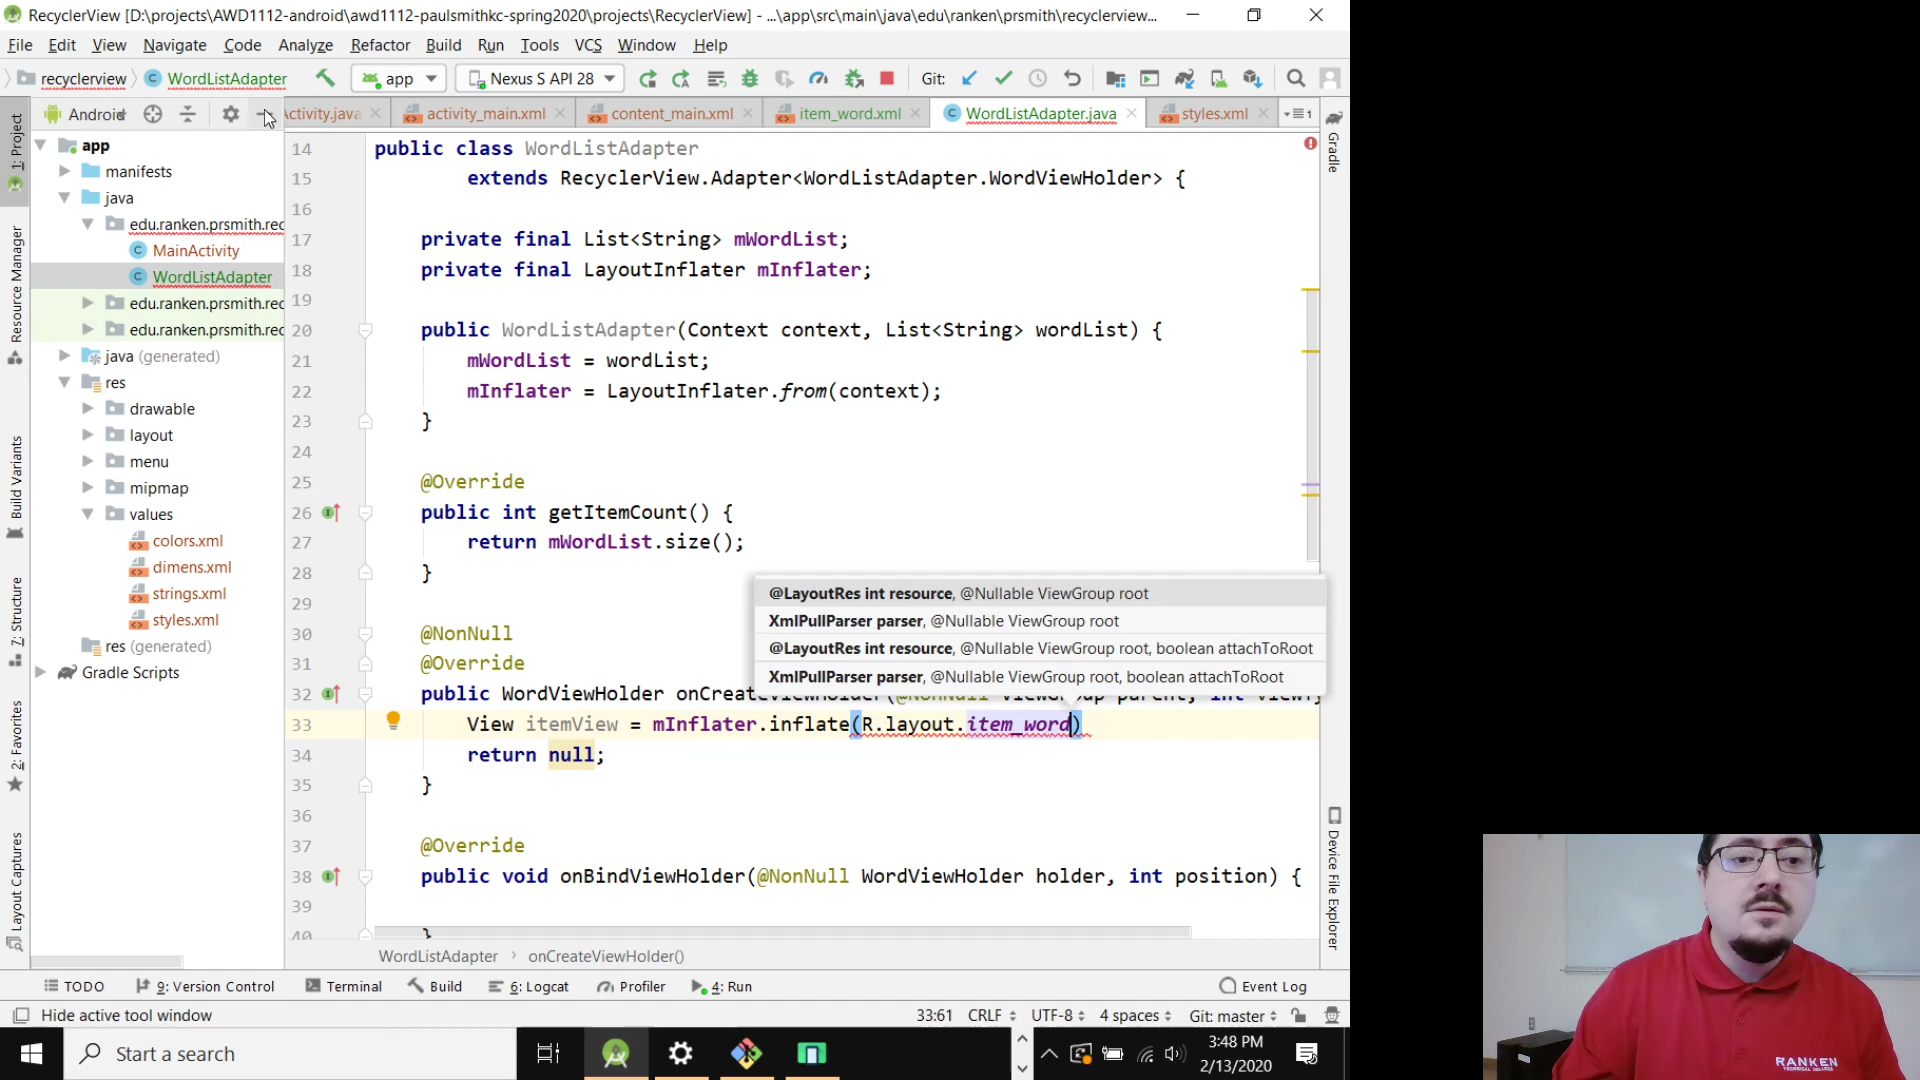 RecyclerView [D:\projects\AWD1112-android\awd1112-paulsmithkc-spring2020\projects\RecyclerView] - ...\app\src\main\java\edu\ranken\prsmith\recyclerview...
File Edit View Navigate Code Analyze Refactor Build Run Tools VCS Window Help
recyclerview WordListAdapter app Nexus S API 28 Git:
Android
Activity.java activity_main.xml content_main.xml item_word.xml WordListAdapter.java styles.xml
1: Project
Resource Manager
Build Variants
7: Structure
2: Favorites
Layout Captures
app
manifests
java
edu.ranken.prsmith.rec
MainActivity
WordListAdapter
edu.ranken.prsmith.rec
edu.ranken.prsmith.rec
java (generated)
res
drawable
layout
menu
mipmap
values
colors.xml
dimens.xml
strings.xml
styles.xml
res (generated)
Gradle Scripts
14 public class WordListAdapter
15 extends RecyclerView.Adapter<WordListAdapter.WordViewHolder> {
16
17 private final List<String> mWordList;
18 private final LayoutInflater mInflater;
19
20 public WordListAdapter(Context context, List<String> wordList) {
21 mWordList = wordList;
22 mInflater = LayoutInflater.from(context);
23 }
24
25 @Override
26 public int getItemCount() {
27 return mWordList.size();
28 }
29
30 @NonNull
31 @Override
32 public WordViewHolder onCreateViewHolder(@NonNull ViewGroup parent, int viewTy
33 View itemView = mInflater.inflate(R.layout.item_word)
34 return null;
35 }
36
37 @Override
38 public void onBindViewHolder(@NonNull WordViewHolder holder, int position) {
39
40 }
@LayoutRes int resource, @Nullable ViewGroup root
XmlPullParser parser, @Nullable ViewGroup root
@LayoutRes int resource, @Nullable ViewGroup root, boolean attachToRoot
XmlPullParser parser, @Nullable ViewGroup root, boolean attachToRoot
Gradle
Device File Explorer
WordListAdapter › onCreateViewHolder()
TODO 9: Version Control Terminal Build 6: Logcat Profiler 4: Run Event Log
Hide active tool window 33:61 CRLF UTF-8 4 spaces Git: master
Start a search
3:48 PM
2/13/2020
RANKEN
TECHNICAL COLLEGE